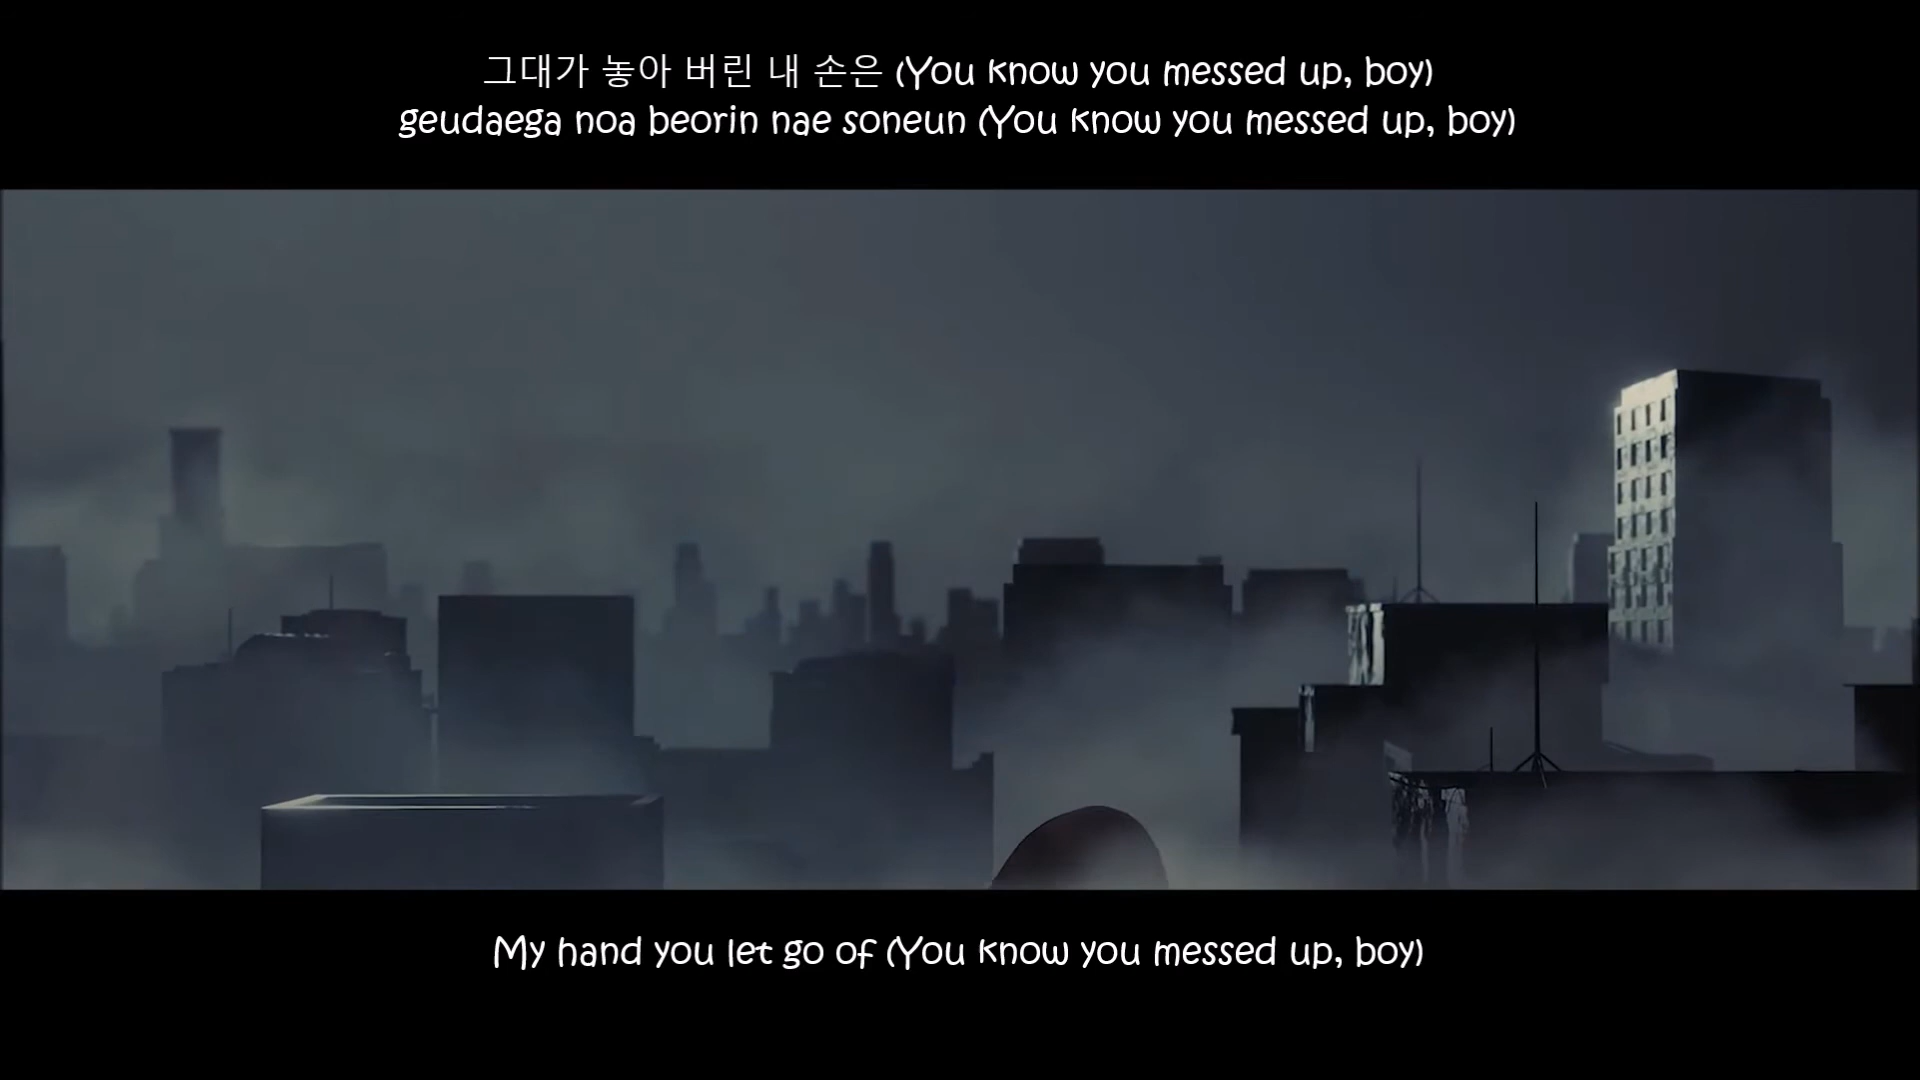 그대가 놓아 버린 내 손은 (You know you messed up, boy)
geudaega noa beorin nae soneun (You know you messed up, boy)
My hand you let go of (You know you messed up, boy)